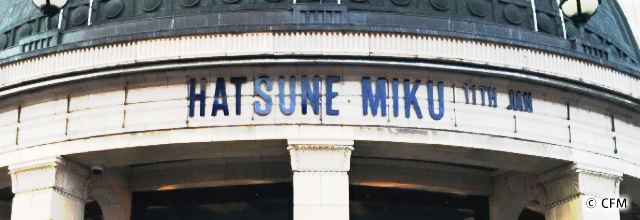 HATSUNE MIKU 11TH JAN
© CFM